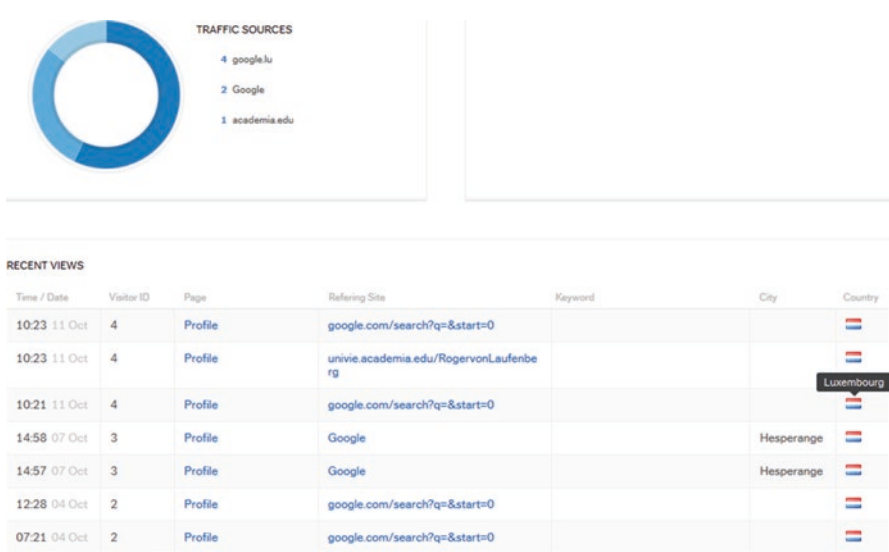 TRAFFIC SOURCES
4 google.lu
2 Google
1 academia.edu
RECENT VIEWS
Time / Date Visitor ID Page Refering Site Keyword City Country
10:23 11 Oct 4 Profile google.com/search?q=&start=0
10:23 11 Oct 4 Profile univie.academia.edu/RogervonLaufenbe
rg
Luxembourg
10:21 11 Oct 4 Profile google.com/search?q=&start=0
14:58 07 Oct 3 Profile Google Hesperange
14:57 07 Oct 3 Profile Google Hesperange
12:28 04 Oct 2 Profile google.com/search?q=&start=0
07:21 04 Oct 2 Profile google.com/search?q=&start=0